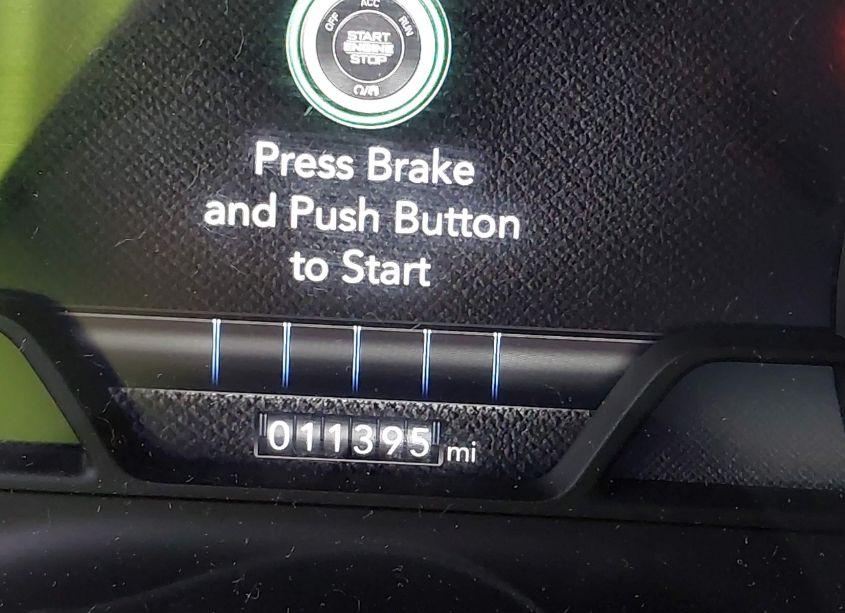 ACC
OFF
RUN
START
ENGINE
STOP
Press Brake
and Push Button
to Start
011395 mi